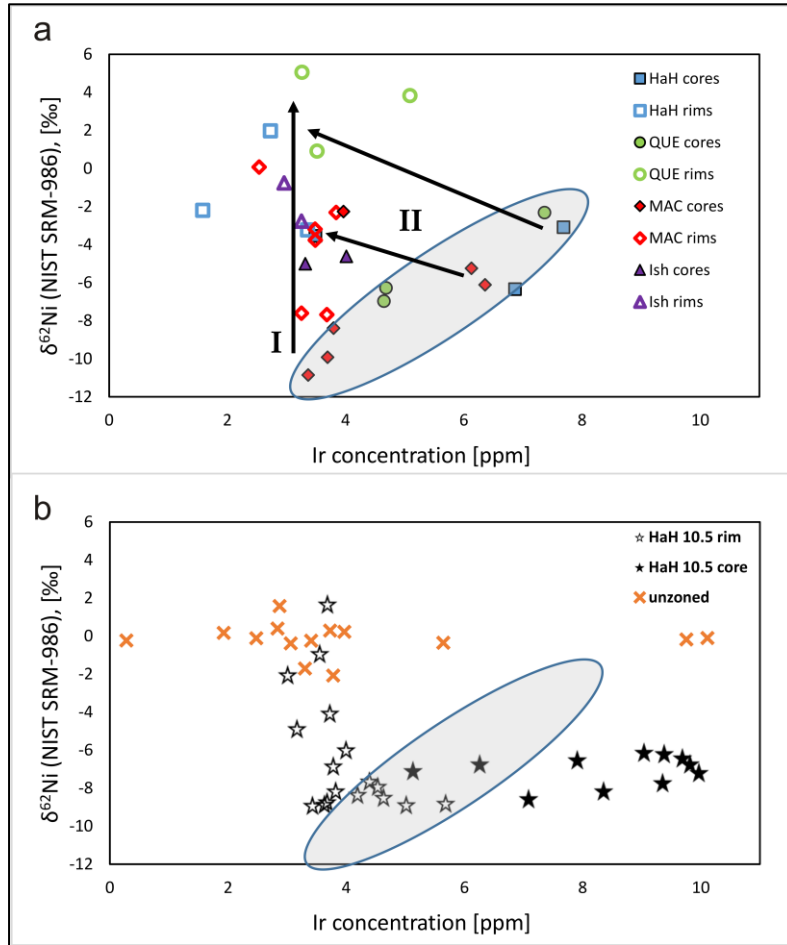 a
δ⁶²Ni (NIST SRM-986), [‰]
6
4
2
0
-2
-4
-6
-8
-10
-12
0
2
4
6
8
10
Ir concentration [ppm]
I
II
HaH cores
HaH rims
QUE cores
QUE rims
MAC cores
MAC rims
Ish cores
Ish rims
b
δ⁶²Ni (NIST SRM-986), [‰]
6
4
2
0
-2
-4
-6
-8
-10
-12
0
2
4
6
8
10
Ir concentration [ppm]
HaH 10.5 rim
HaH 10.5 core
unzoned